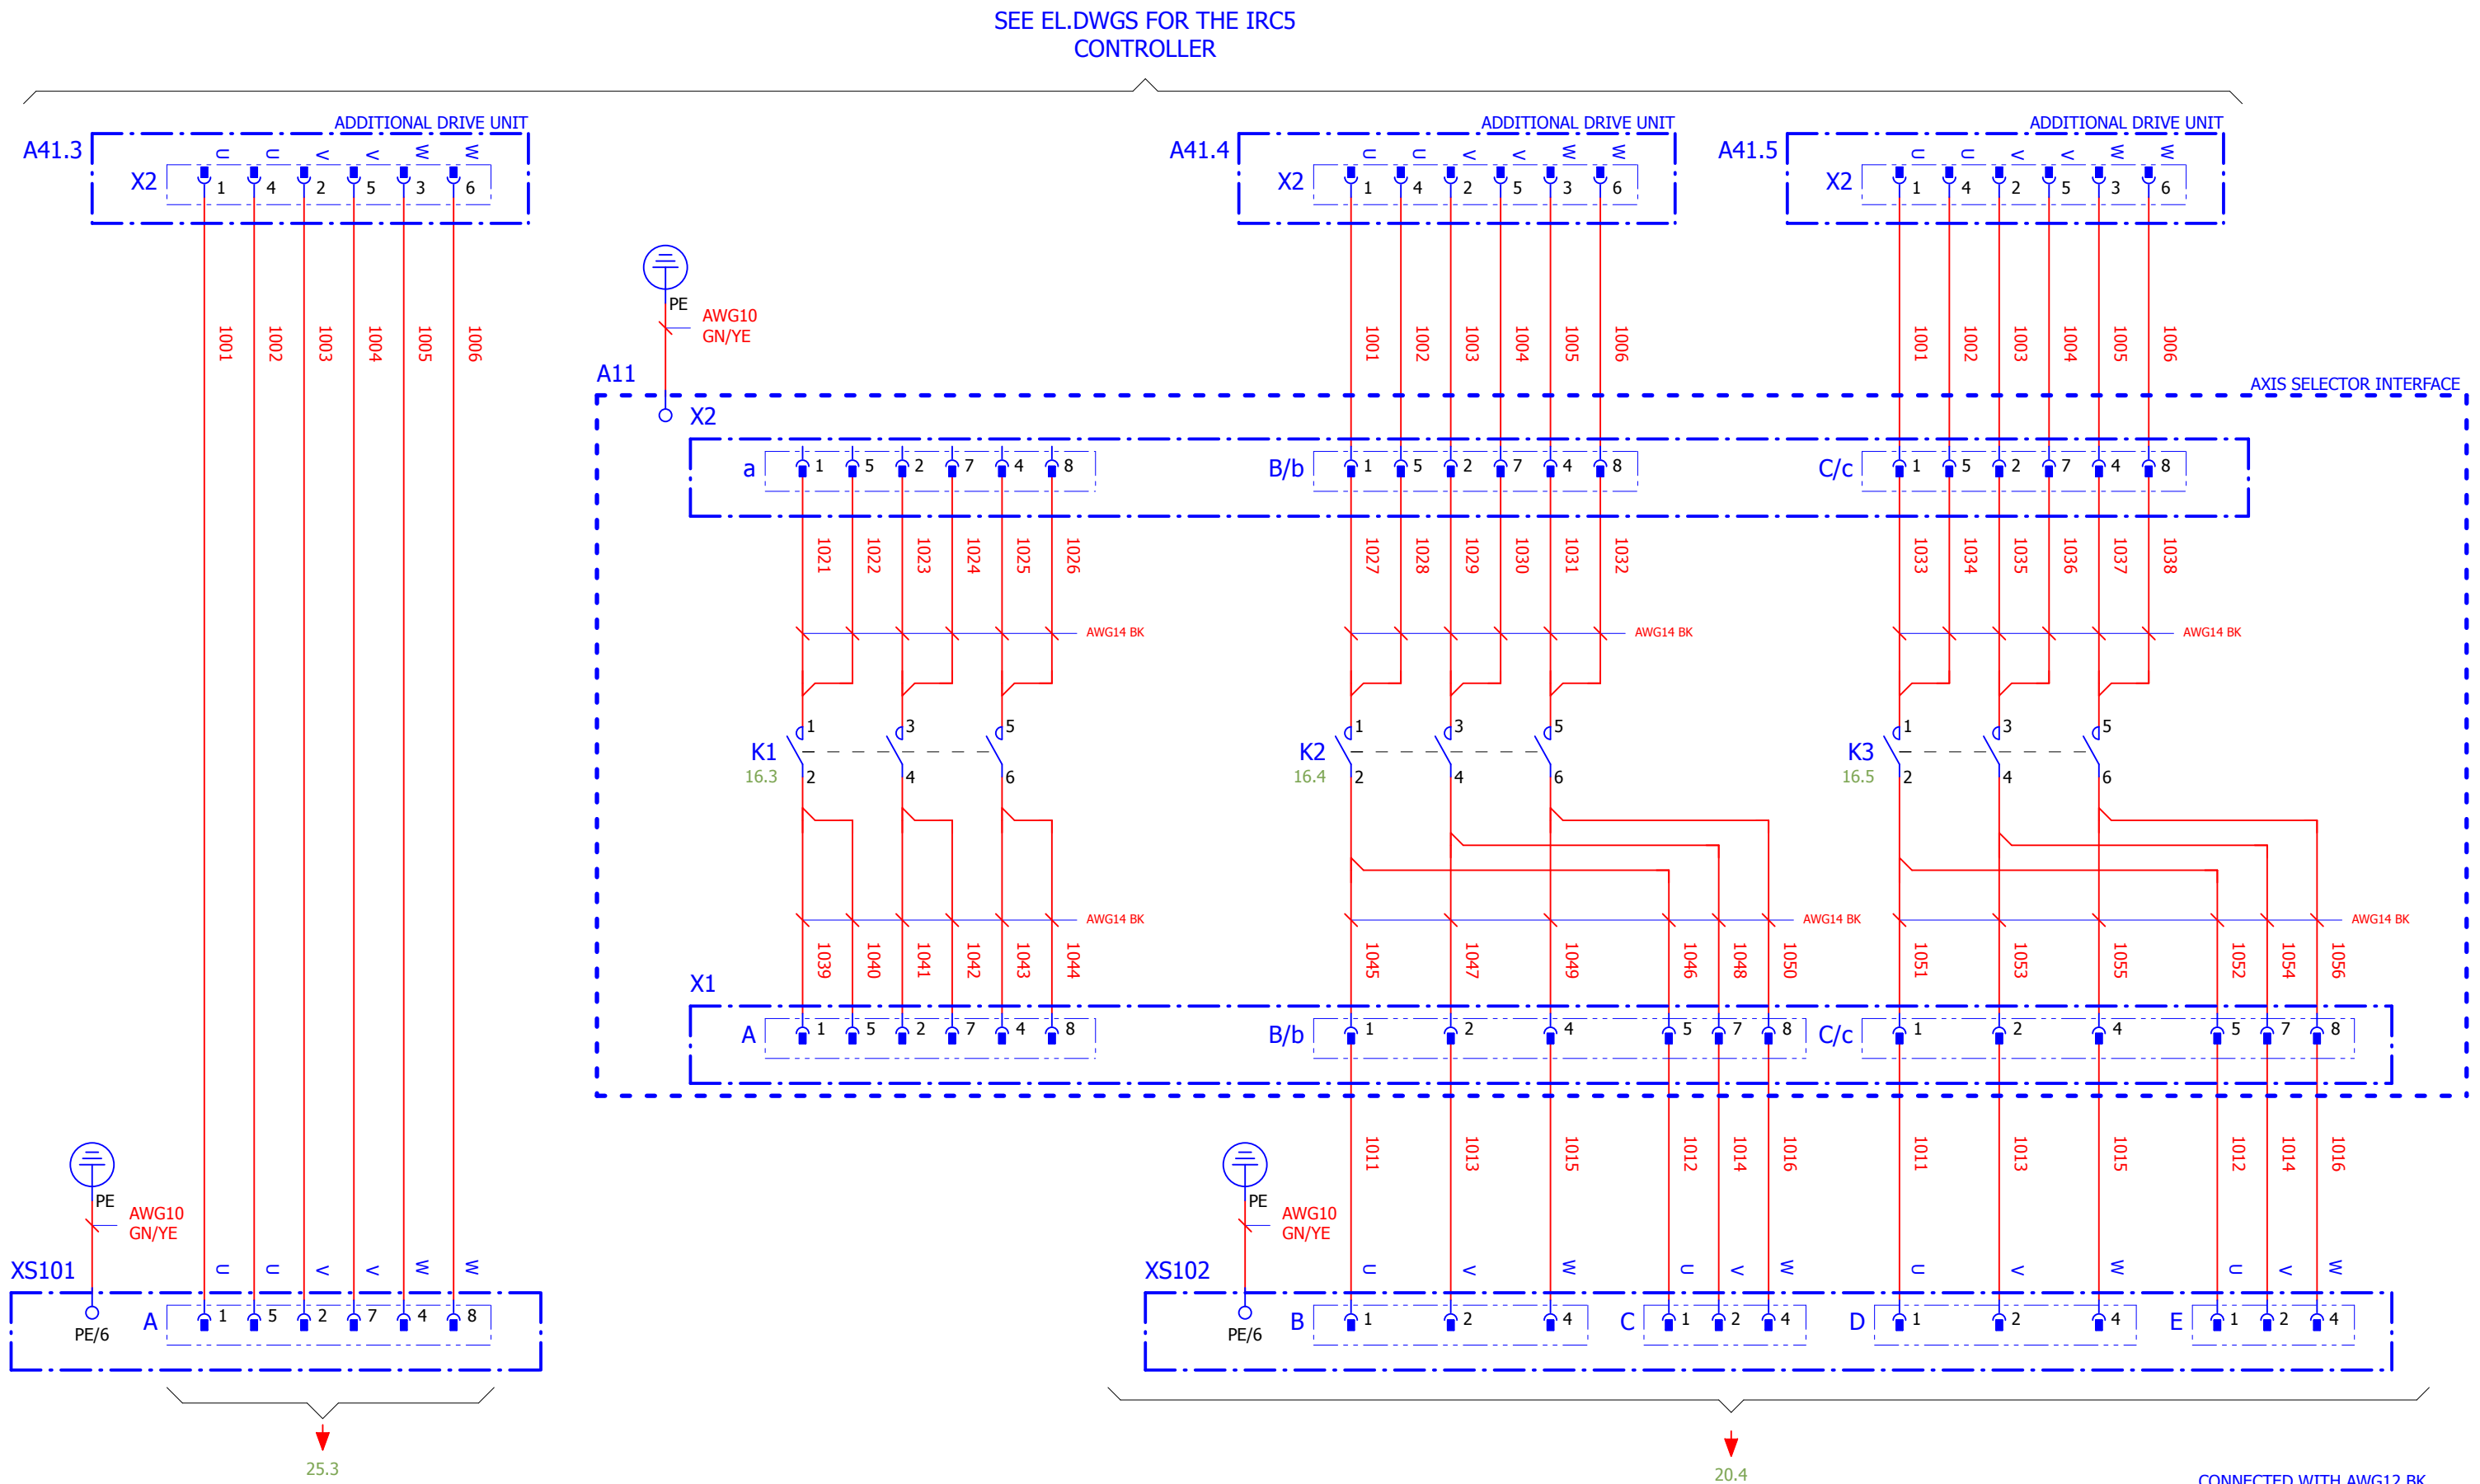 SEE EL.DWGS FOR THE IRC5
CONTROLLER
ADDITIONAL DRIVE UNIT ADDITIONAL DRIVE UNIT ADDITIONAL DRIVE UNIT
A41.3 A41.4 A41.5
U U V V W W U U V V W W U U V V W W
X2 1 4 2 5 3 6 X2 1 4 2 5 3 6 X2 1 4 2 5 3 6
PE
AWG10
GN/YE
1001 1002 1003 1004 1005 1006 1001 1002 1003 1004 1005 1006 1001 1002 1003 1004 1005 1006
A11
AXIS SELECTOR INTERFACE
X2
a 1 5 2 7 4 8 B/b 1 5 2 7 4 8 C/c 1 5 2 7 4 8
1021 1022 1023 1024 1025 1026 1027 1028 1029 1030 1031 1032 1033 1034 1035 1036 1037 1038
AWG14 BK AWG14 BK AWG14 BK
1 3 5 1 3 5 1 3 5
K1 K2 K3
16.3 2 4 6 16.4 2 4 6 16.5 2 4 6
AWG14 BK AWG14 BK AWG14 BK
1039 1040 1041 1042 1043 1044 1045 1047 1049 1046 1048 1050 1051 1053 1055 1052 1054 1056
X1
A 1 5 2 7 4 8 B/b 1 2 4 5 7 8 C/c 1 2 4 5 7 8
1011 1013 1015 1012 1014 1016 1011 1013 1015 1012 1014 1016
PE PE
AWG10 AWG10
GN/YE GN/YE
XS101 U U V V W W XS102 U V W U V W U V W U V W
A 1 5 2 7 4 8 B 1 2 4 C 1 2 4 D 1 2 4 E 1 2 4
PE/6 PE/6
25.3 20.4
CONNECTED WITH AWG12 BK